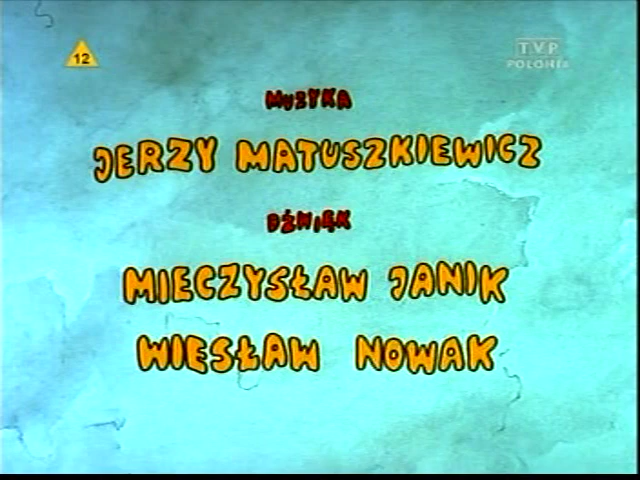 12
TVP
POLONIA
MUZYKA
JERZY MATUSZKIEWICZ
DŹWIĘK
MIECZYSŁAW JANIK
WIESŁAW NOWAK